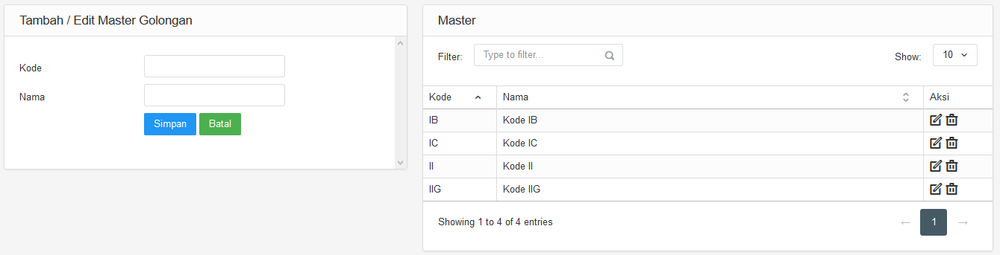 Tambah / Edit Master Golongan
Kode
Nama
Simpan Batal
Master
Filter: Type to filter... Show: 10
Kode Nama Aksi
IB Kode IB
IC Kode IC
II Kode II
IIG Kode IIG
Showing 1 to 4 of 4 entries ← 1 →